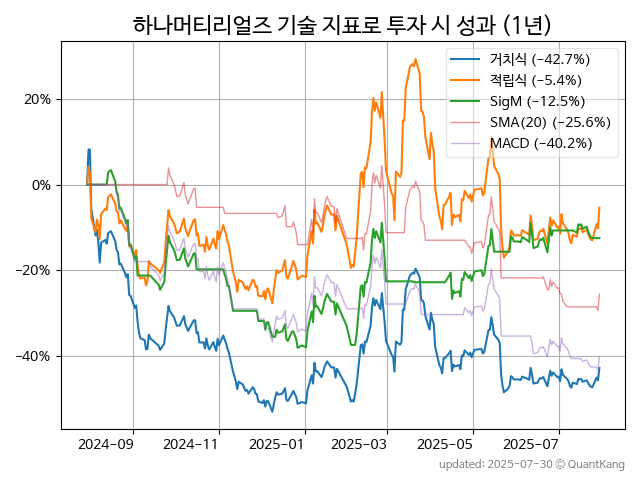 하나머티리얼즈 기술 지표로 투자 시 성과 (1년)
거치식 (−42.7%)
적립식 (−5.4%)
SigM (−12.5%)
SMA(20) (−25.6%)
MACD (−40.2%)
20%
0%
−20%
−40%
2024-09 2024-11 2025-01 2025-03 2025-05 2025-07
updated: 2025-07-30 © QuantKang